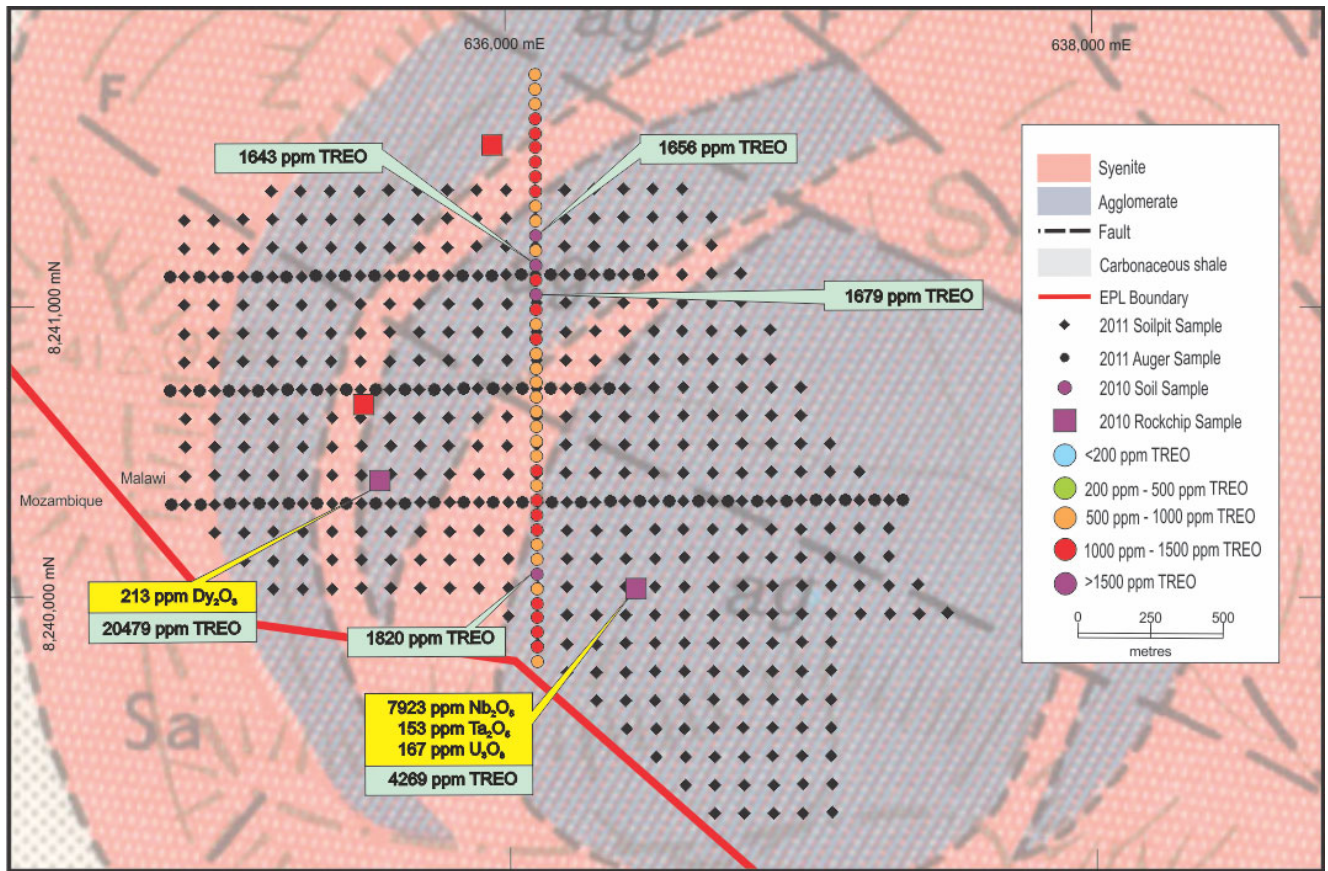 636,000 mE
638,000 mE
ag
F
F
1643 ppm TREO
1656 ppm TREO
1679 ppm TREO
8,241,000 mN
Malawi
Mozambique
8,240,000 mN
213 ppm Dy₂O₃
20479 ppm TREO
1820 ppm TREO
7923 ppm Nb₂O₅
153 ppm Ta₂O₅
167 ppm U₃O₈
4269 ppm TREO
ag
Sa
Syenite
Agglomerate
Fault
Carbonaceous shale
EPL Boundary
2011 Soilpit Sample
2011 Auger Sample
2010 Soil Sample
2010 Rockchip Sample
<200 ppm TREO
200 ppm - 500 ppm TREO
500 ppm - 1000 ppm TREO
1000 ppm - 1500 ppm TREO
>1500 ppm TREO
0 250 500
metres